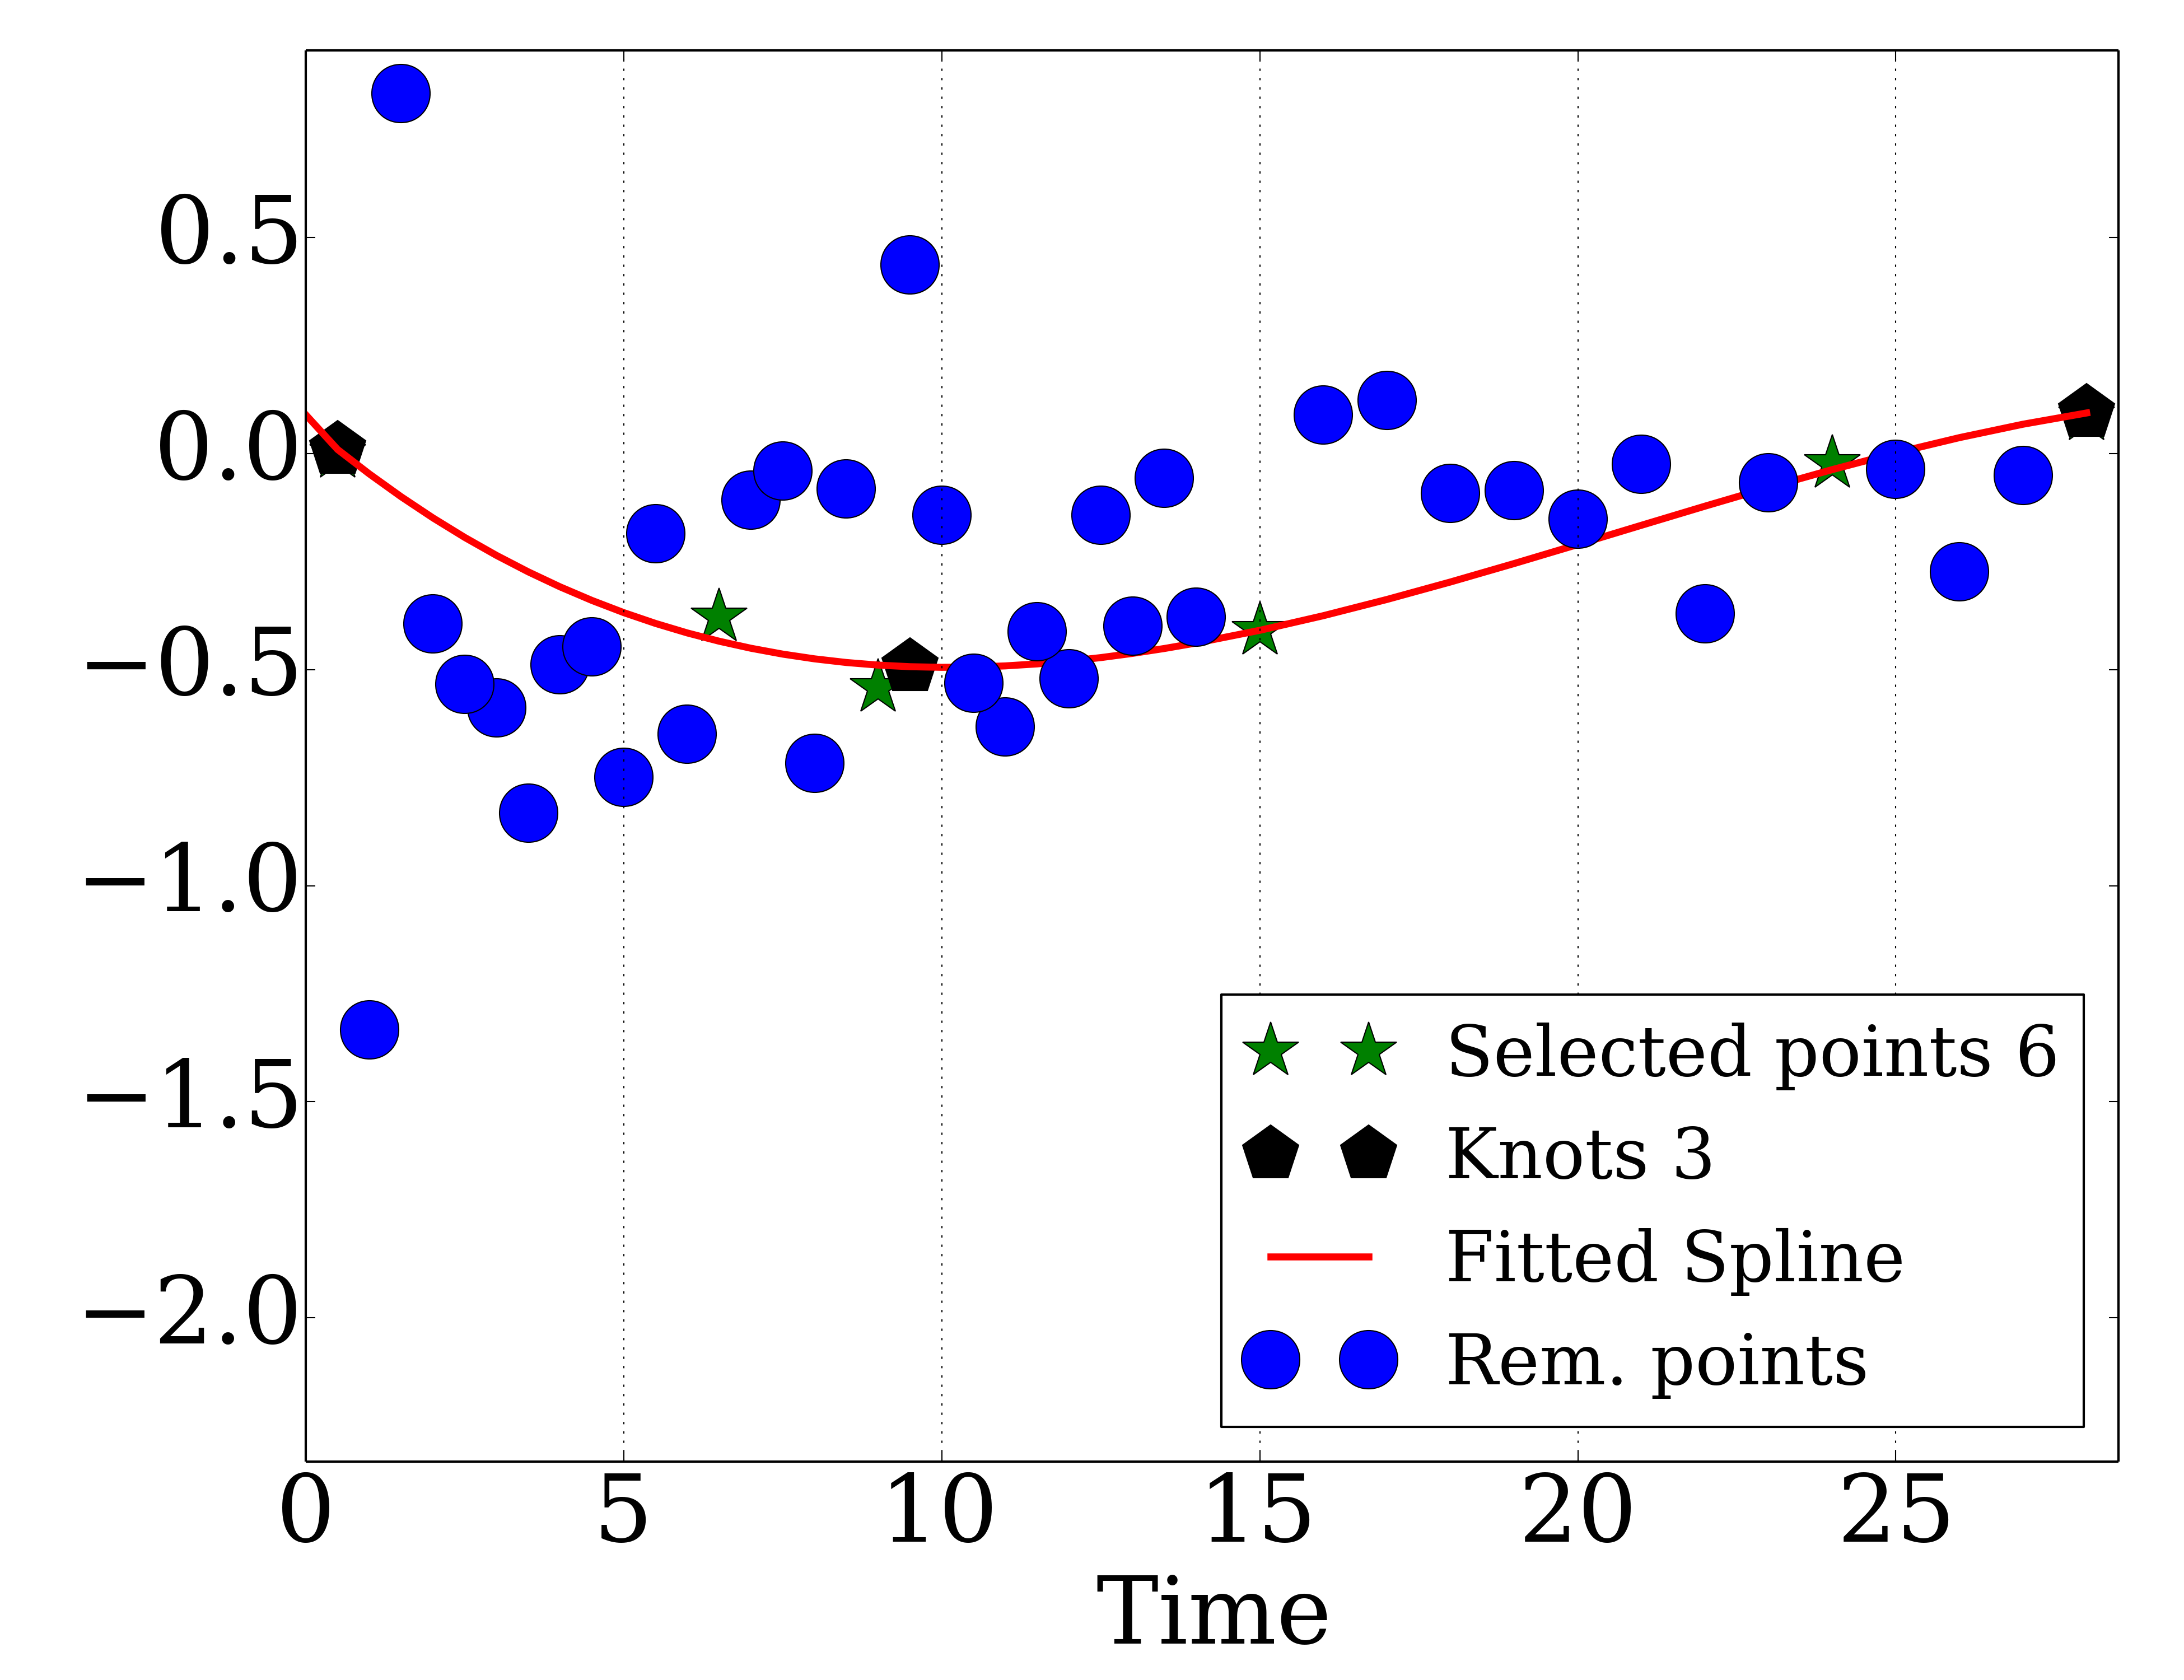 0.5
0.0
−0.5
−1.0
−1.5
−2.0
Selected points 6
Knots 3
Fitted Spline
Rem. points
0 5 10 15 20 25
Time